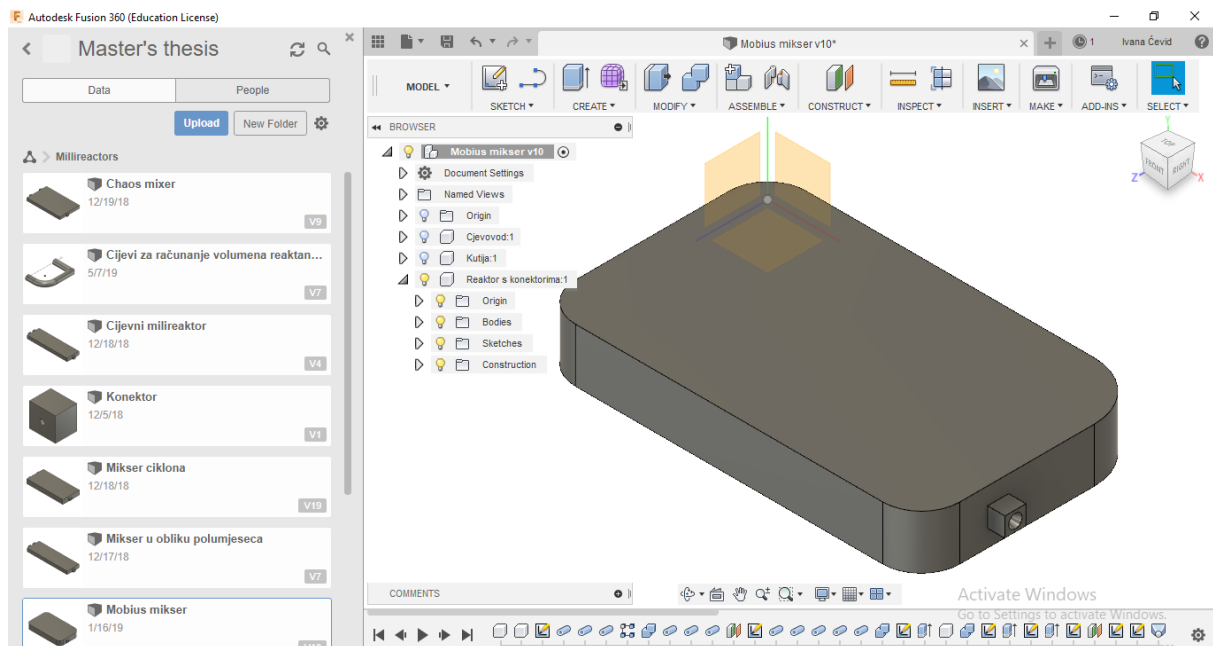 Autodesk Fusion 360 (Education License)
Master's thesis
Data People
Upload New Folder
Millireactors
Chaos mixer
12/19/18
V9
Cijevi za računanje volumena reaktan...
5/7/19
V7
Cijevni milireaktor
12/18/18
V4
Konektor
12/5/18
V1
Mikser ciklona
12/18/18
V19
Mikser u obliku polumjeseca
12/17/18
V7
Mobius mikser
1/16/19
Mobius mikser v10*
1 Ivana Ćevid
MODEL
SKETCH CREATE MODIFY ASSEMBLE CONSTRUCT INSPECT INSERT MAKE ADD-INS SELECT
BROWSER
Mobius mikser v10
Document Settings
Named Views
Origin
Cjevovod:1
Kutija:1
Reaktor s konektorima:1
Origin
Bodies
Sketches
Construction
Y
TOP
FRONT RIGHT
Z X
COMMENTS
Activate Windows
Go to Settings to activate Windows.